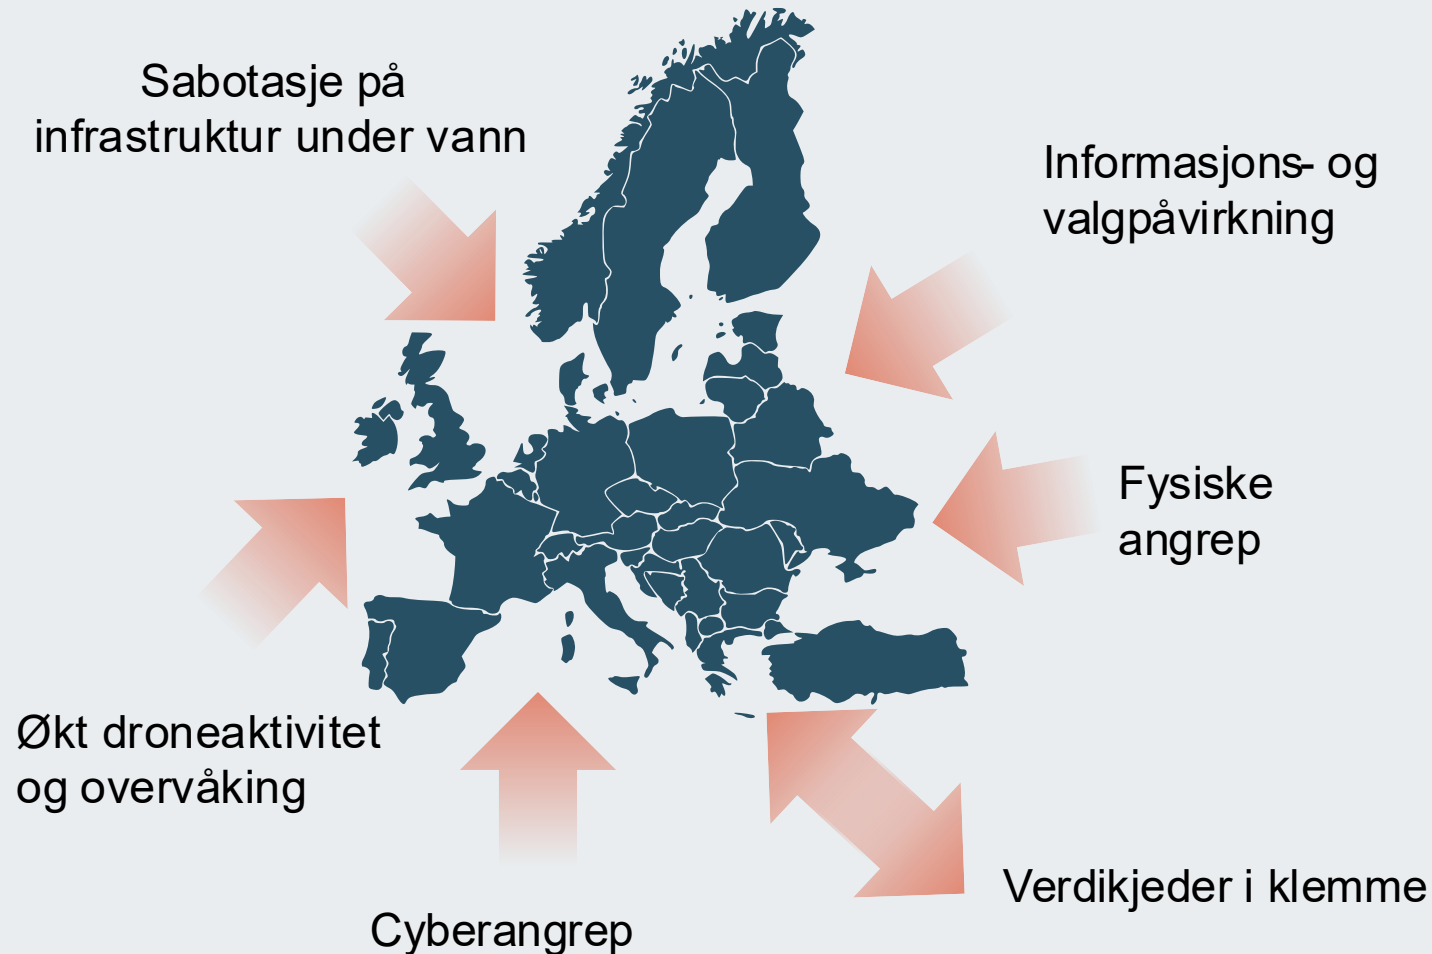 Sabotasje på
infrastruktur under vann
Informasjons- og
valgpåvirkning
Fysiske
angrep
Økt droneaktivitet
og overvåking
Verdikjeder i klemme
Cyberangrep